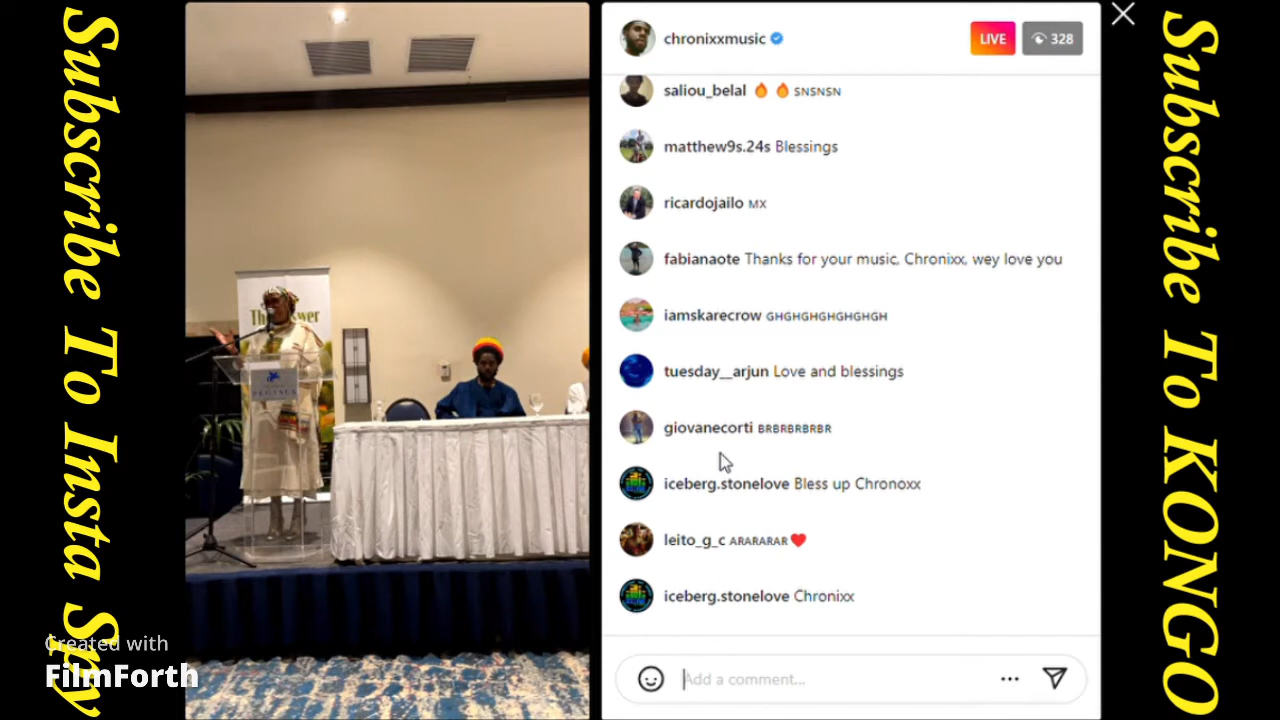 Subscribe To Insta Spy
chronixxmusic
LIVE
328
saliou_belal 🔥 🔥 SNSNSN
matthew9s.24s Blessings
ricardojailo MX
fabianaote Thanks for your music, Chronixx, wey love you
iamskarecrow GHGHGHGHGHGHGH
tuesday__arjun Love and blessings
giovanecorti BRBRBRBRBR
iceberg.stonelove Bless up Chronoxx
leito_g_c ARARARAR❤️
iceberg.stonelove Chronixx
Add a comment...
PEGASUS
Created with
FilmForth
Subscribe To KONGO